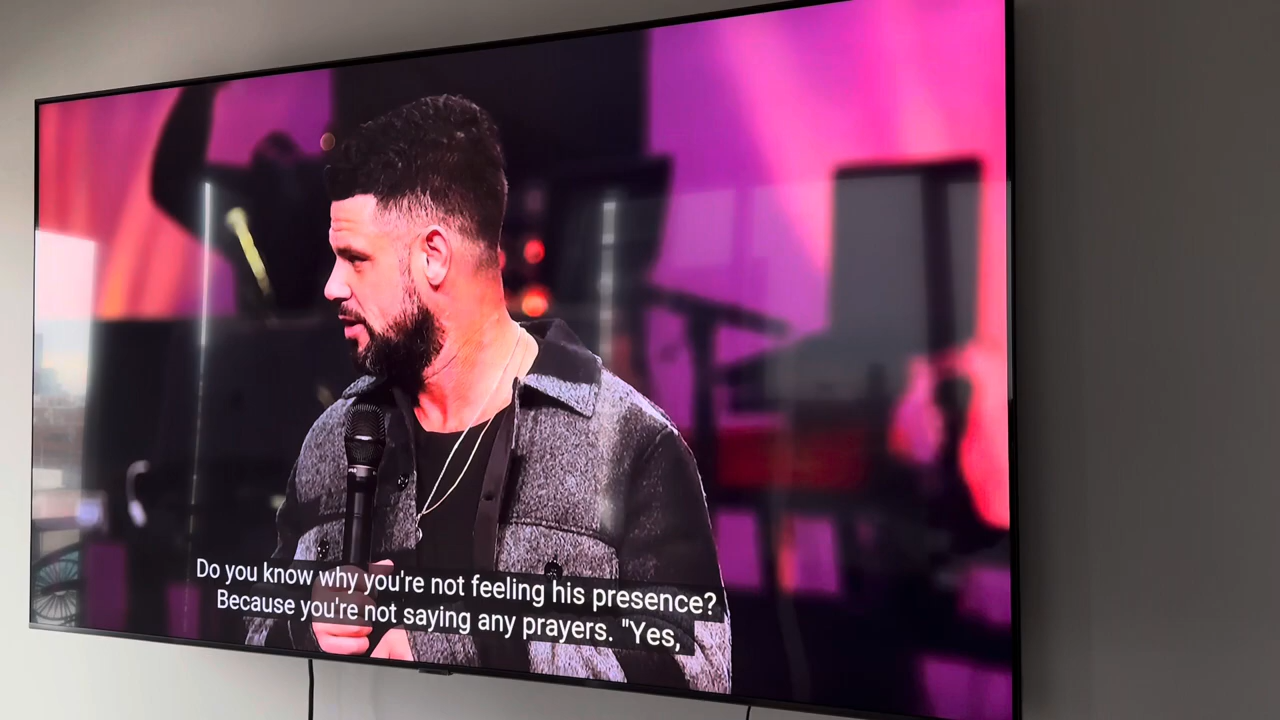 Do you know why you're not feeling his presence?
Because you're not saying any prayers. "Yes,